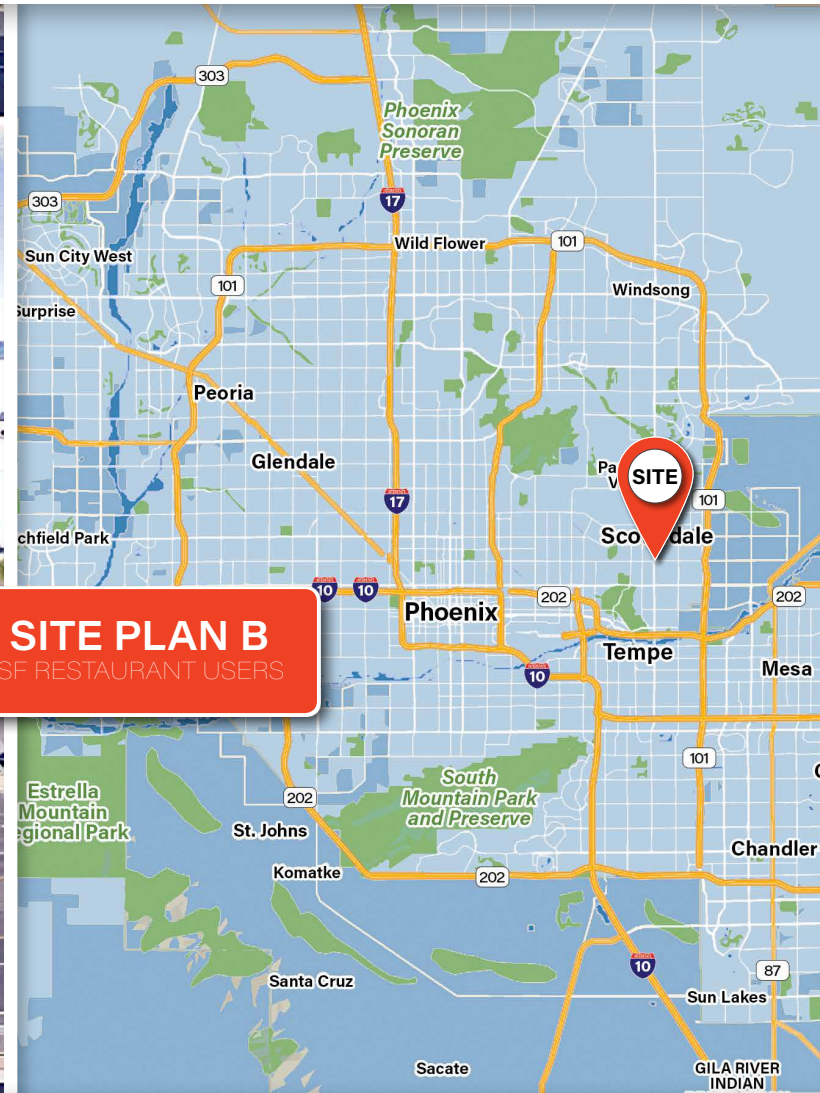 303
Phoenix
Sonoran
Preserve
303
17
Wild Flower
101
Sun City West
101
Windsong
Surprise
Peoria
Glendale
SITE
17
101
Scottsdale
chfield Park
10
10
202
202
Phoenix
SITE PLAN B
SF RESTAURANT USERS
Tempe
10
Mesa
101
South
Mountain Park
and Preserve
Estrella
Mountain
egional Park
202
St. Johns
Chandler
Komatke
202
10
87
Santa Cruz
Sun Lakes
Sacate
GILA RIVER
INDIAN